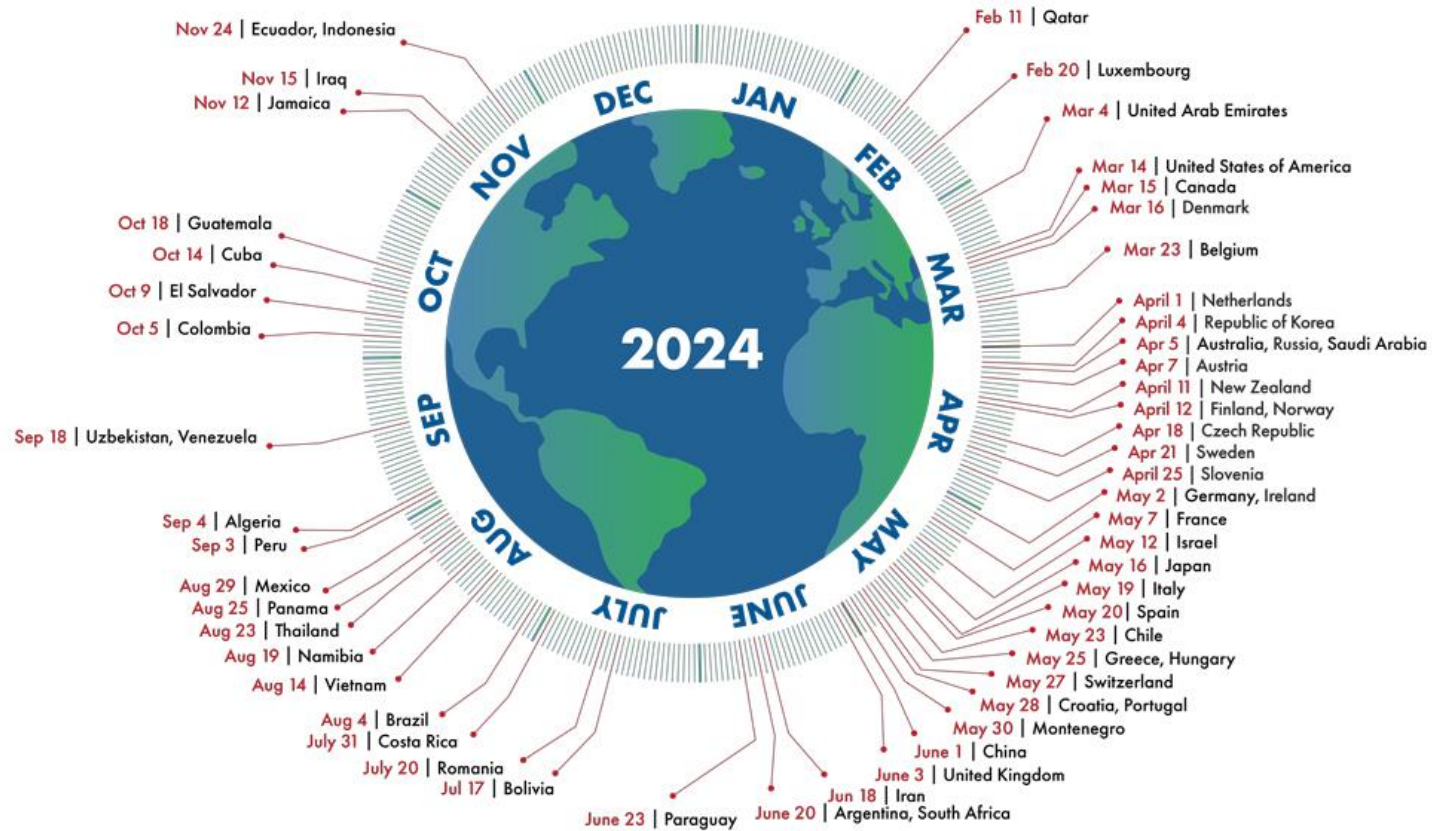 Feb 11 | Qatar
Feb 20 | Luxembourg
Mar 4 | United Arab Emirates
Mar 14 | United States of America
Mar 15 | Canada
Mar 16 | Denmark
Mar 23 | Belgium
April 1 | Netherlands
April 4 | Republic of Korea
Apr 5 | Australia, Russia, Saudi Arabia
Apr 7 | Austria
April 11 | New Zealand
April 12 | Finland, Norway
Apr 18 | Czech Republic
Apr 21 | Sweden
April 25 | Slovenia
May 2 | Germany, Ireland
May 7 | France
May 12 | Israel
May 16 | Japan
May 19 | Italy
May 20| Spain
May 23 | Chile
May 25 | Greece, Hungary
May 27 | Switzerland
May 28 | Croatia, Portugal
May 30 | Montenegro
June 1 | China
June 3 | United Kingdom
Jun 18 | Iran
June 20 | Argentina, South Africa
June 23 | Paraguay
Jul 17 | Bolivia
July 20 | Romania
July 31 | Costa Rica
Aug 4 | Brazil
Aug 14 | Vietnam
Aug 19 | Namibia
Aug 23 | Thailand
Aug 25 | Panama
Aug 29 | Mexico
Sep 3 | Peru
Sep 4 | Algeria
Sep 18 | Uzbekistan, Venezuela
Oct 5 | Colombia
Oct 9 | El Salvador
Oct 14 | Cuba
Oct 18 | Guatemala
Nov 12 | Jamaica
Nov 15 | Iraq
Nov 24 | Ecuador, Indonesia
JAN
FEB
MAR
APR
MAY
JUNE
JULY
AUG
SEP
OCT
NOV
DEC
2024